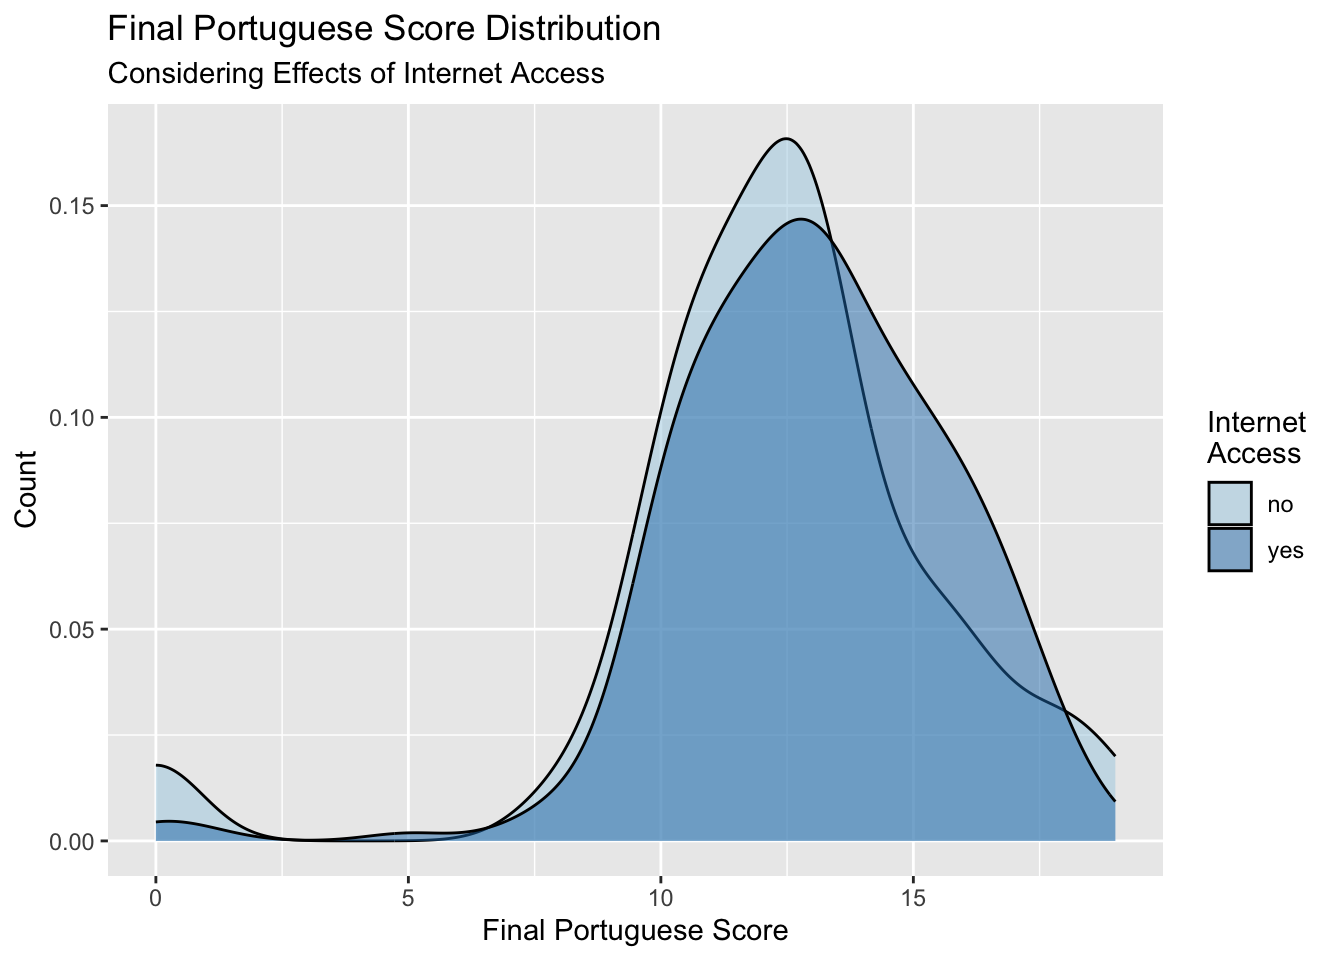 Final Portuguese Score Distribution
Considering Effects of Internet Access
0.15
0.10
0.05
0.00
Count
0 5 10 15
Final Portuguese Score
Internet
Access
no
yes